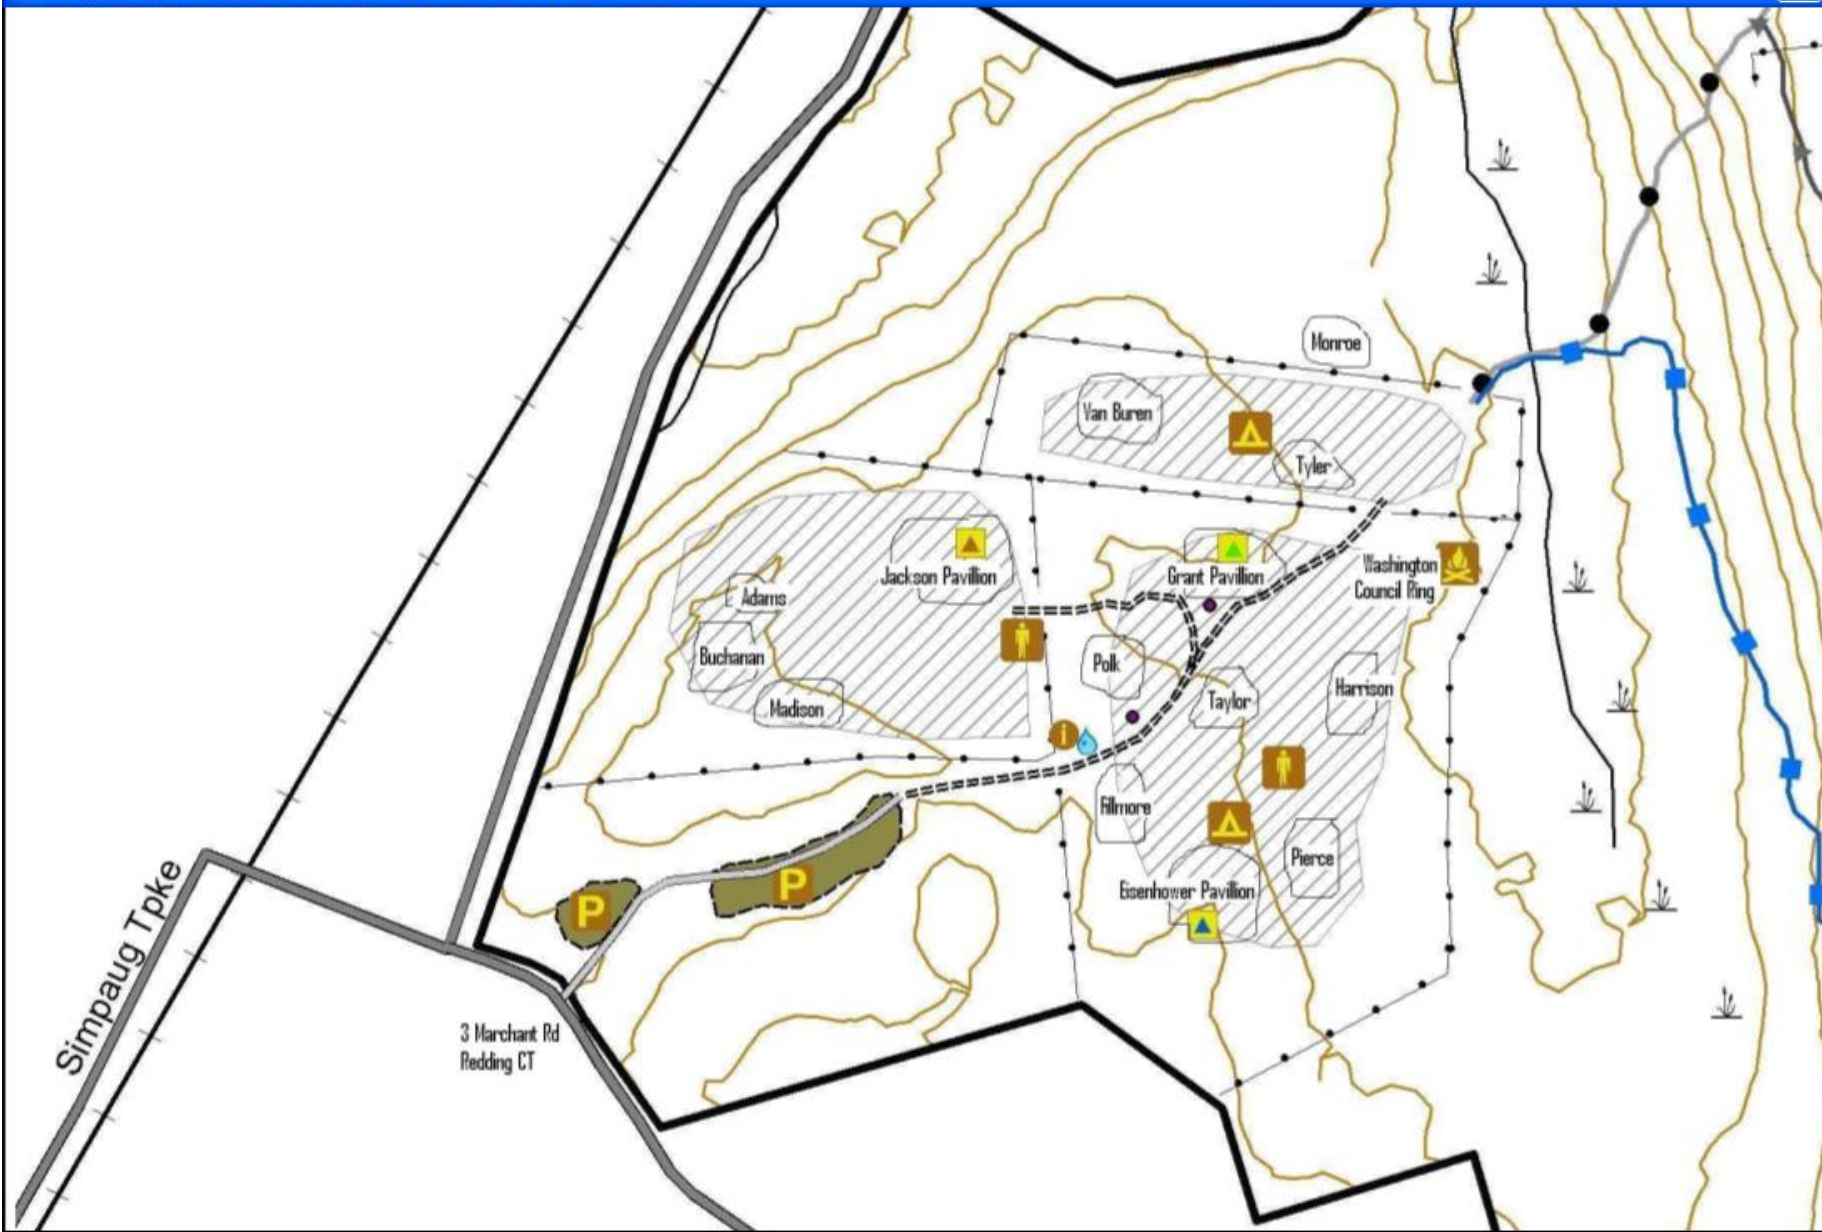 Monroe
Van Buren
Tyler
Jackson Pavillion
Grant Pavillion
Washington
Council Ring
Adams
Buchanan
Madison
Polk
Taylor
Harrison
i
Fillmore
Pierce
Eisenhower Pavillion
P
P
Simpaug Tpke
3 Marchant Rd
Redding CT